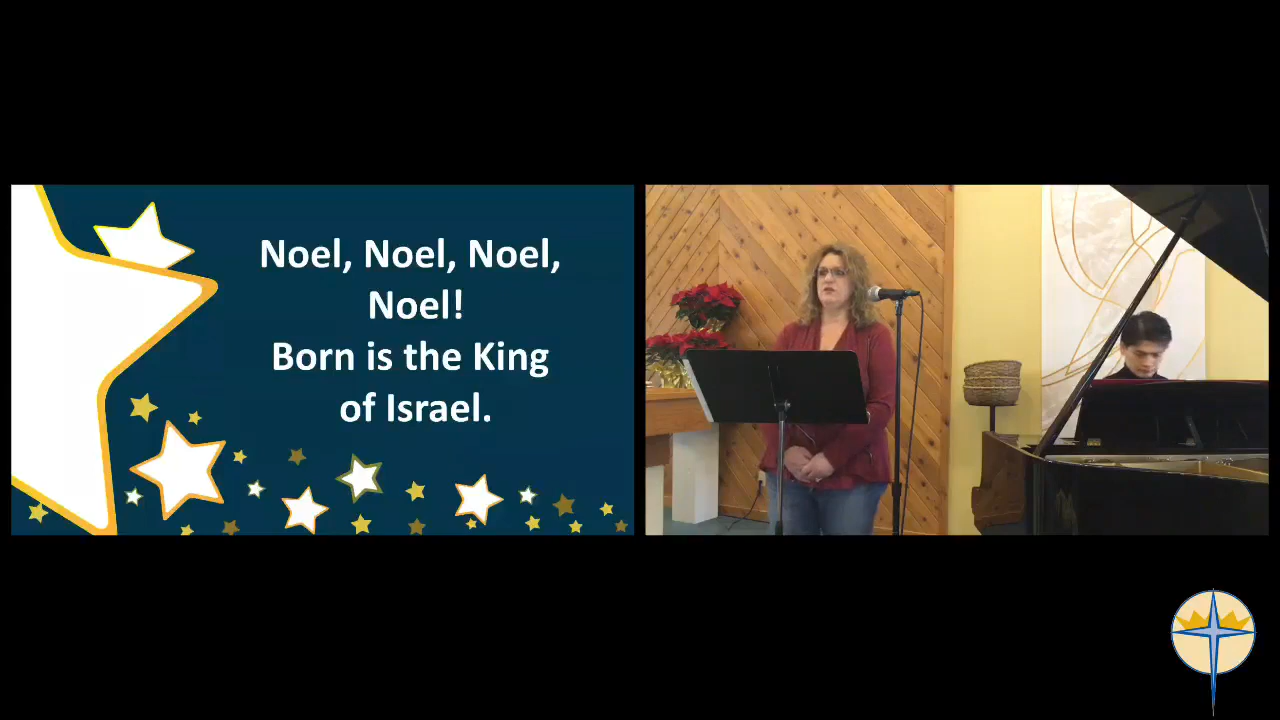 Noel, Noel, Noel,
Noel!
Born is the King
of Israel.